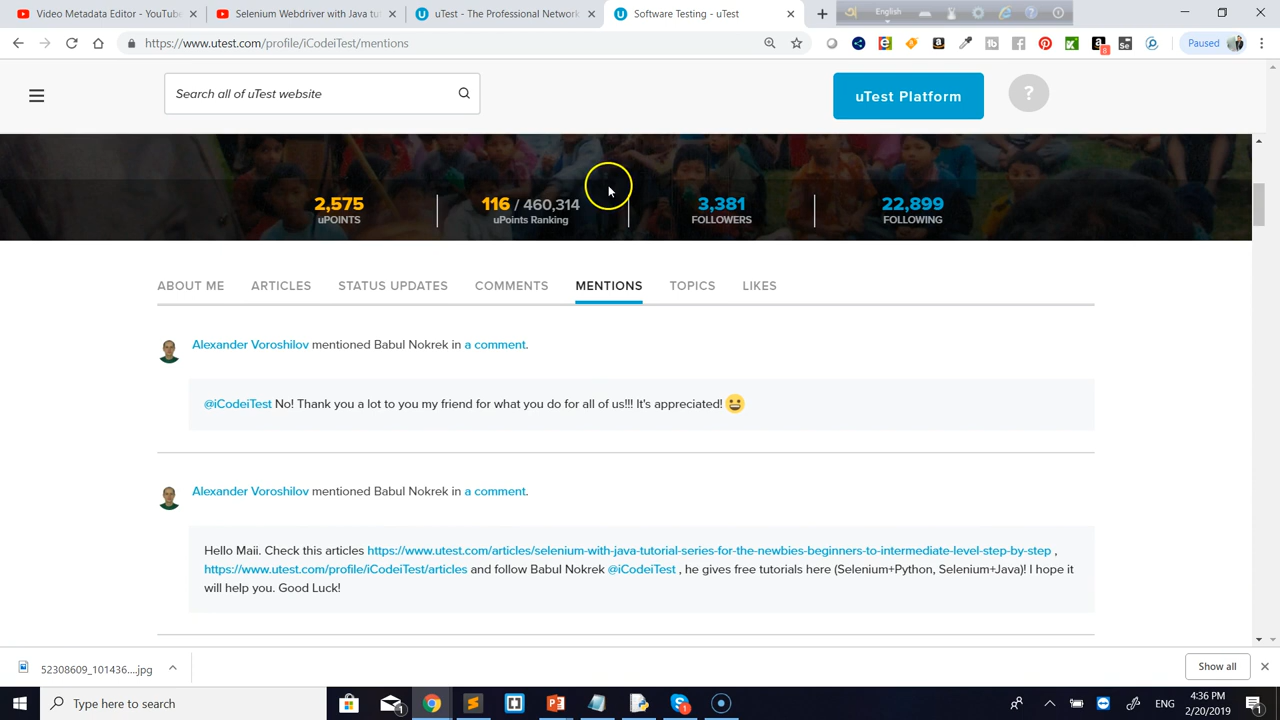 Video Metadata Editor - YouTube
Selenium Webdriver with Java tut
uTest - The Professional Network
Software Testing - uTest
English
https://www.utest.com/profile/iCodeiTest/mentions
8
Se
Paused
Search all of uTest website
uTest Platform
?
2,575
116 / 460,314
3,381
22,899
uPOINTS
uPoints Ranking
FOLLOWERS
FOLLOWING
ABOUT ME
ARTICLES
STATUS UPDATES
COMMENTS
MENTIONS
TOPICS
LIKES
Alexander Voroshilov mentioned Babul Nokrek in a comment.
@iCodeiTest No! Thank you a lot to you my friend for what you do for all of us!!! It's appreciated!
Alexander Voroshilov mentioned Babul Nokrek in a comment.
Hello Maii. Check this articles https://www.utest.com/articles/selenium-with-java-tutorial-series-for-the-newbies-beginners-to-intermediate-level-step-by-step ,
https://www.utest.com/profile/iCodeiTest/articles and follow Babul Nokrek @iCodeiTest , he gives free tutorials here (Selenium+Python, Selenium+Java)! I hope it
will help you. Good Luck!
52308609_101436....jpg
Show all
Type here to search
ENG
4:36 PM
2/20/2019